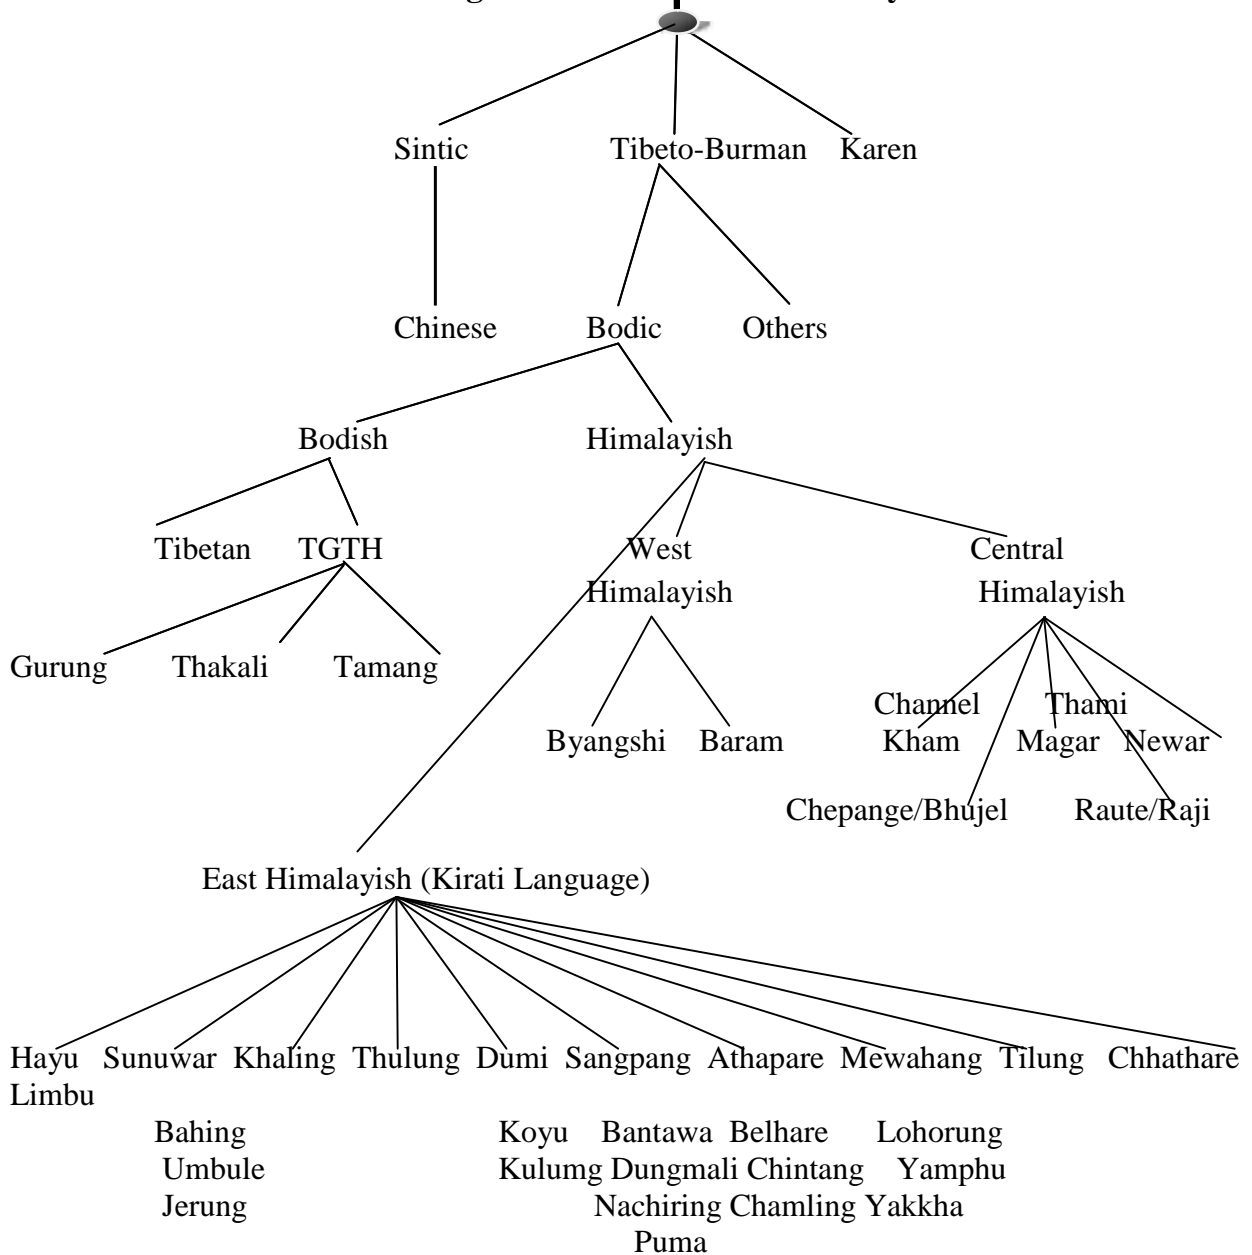 Sintic Tibeto-Burman Karen
Chinese Bodic Others
Bodish Himalayish
Tibetan TGTH West Central
Himalayish Himalayish
Gurung Thakali Tamang
Channel Thami
Byangshi Baram Kham Magar Newar
Chepange/Bhujel Raute/Raji
East Himalayish (Kirati Language)
Hayu Sunuwar Khaling Thulung Dumi Sangpang Athapare Mewahang Tilung Chhathare
Limbu
Bahing Koyu Bantawa Belhare Lohorung
Umbule Kulumg Dungmali Chintang Yamphu
Jerung Nachiring Chamling Yakkha
Puma